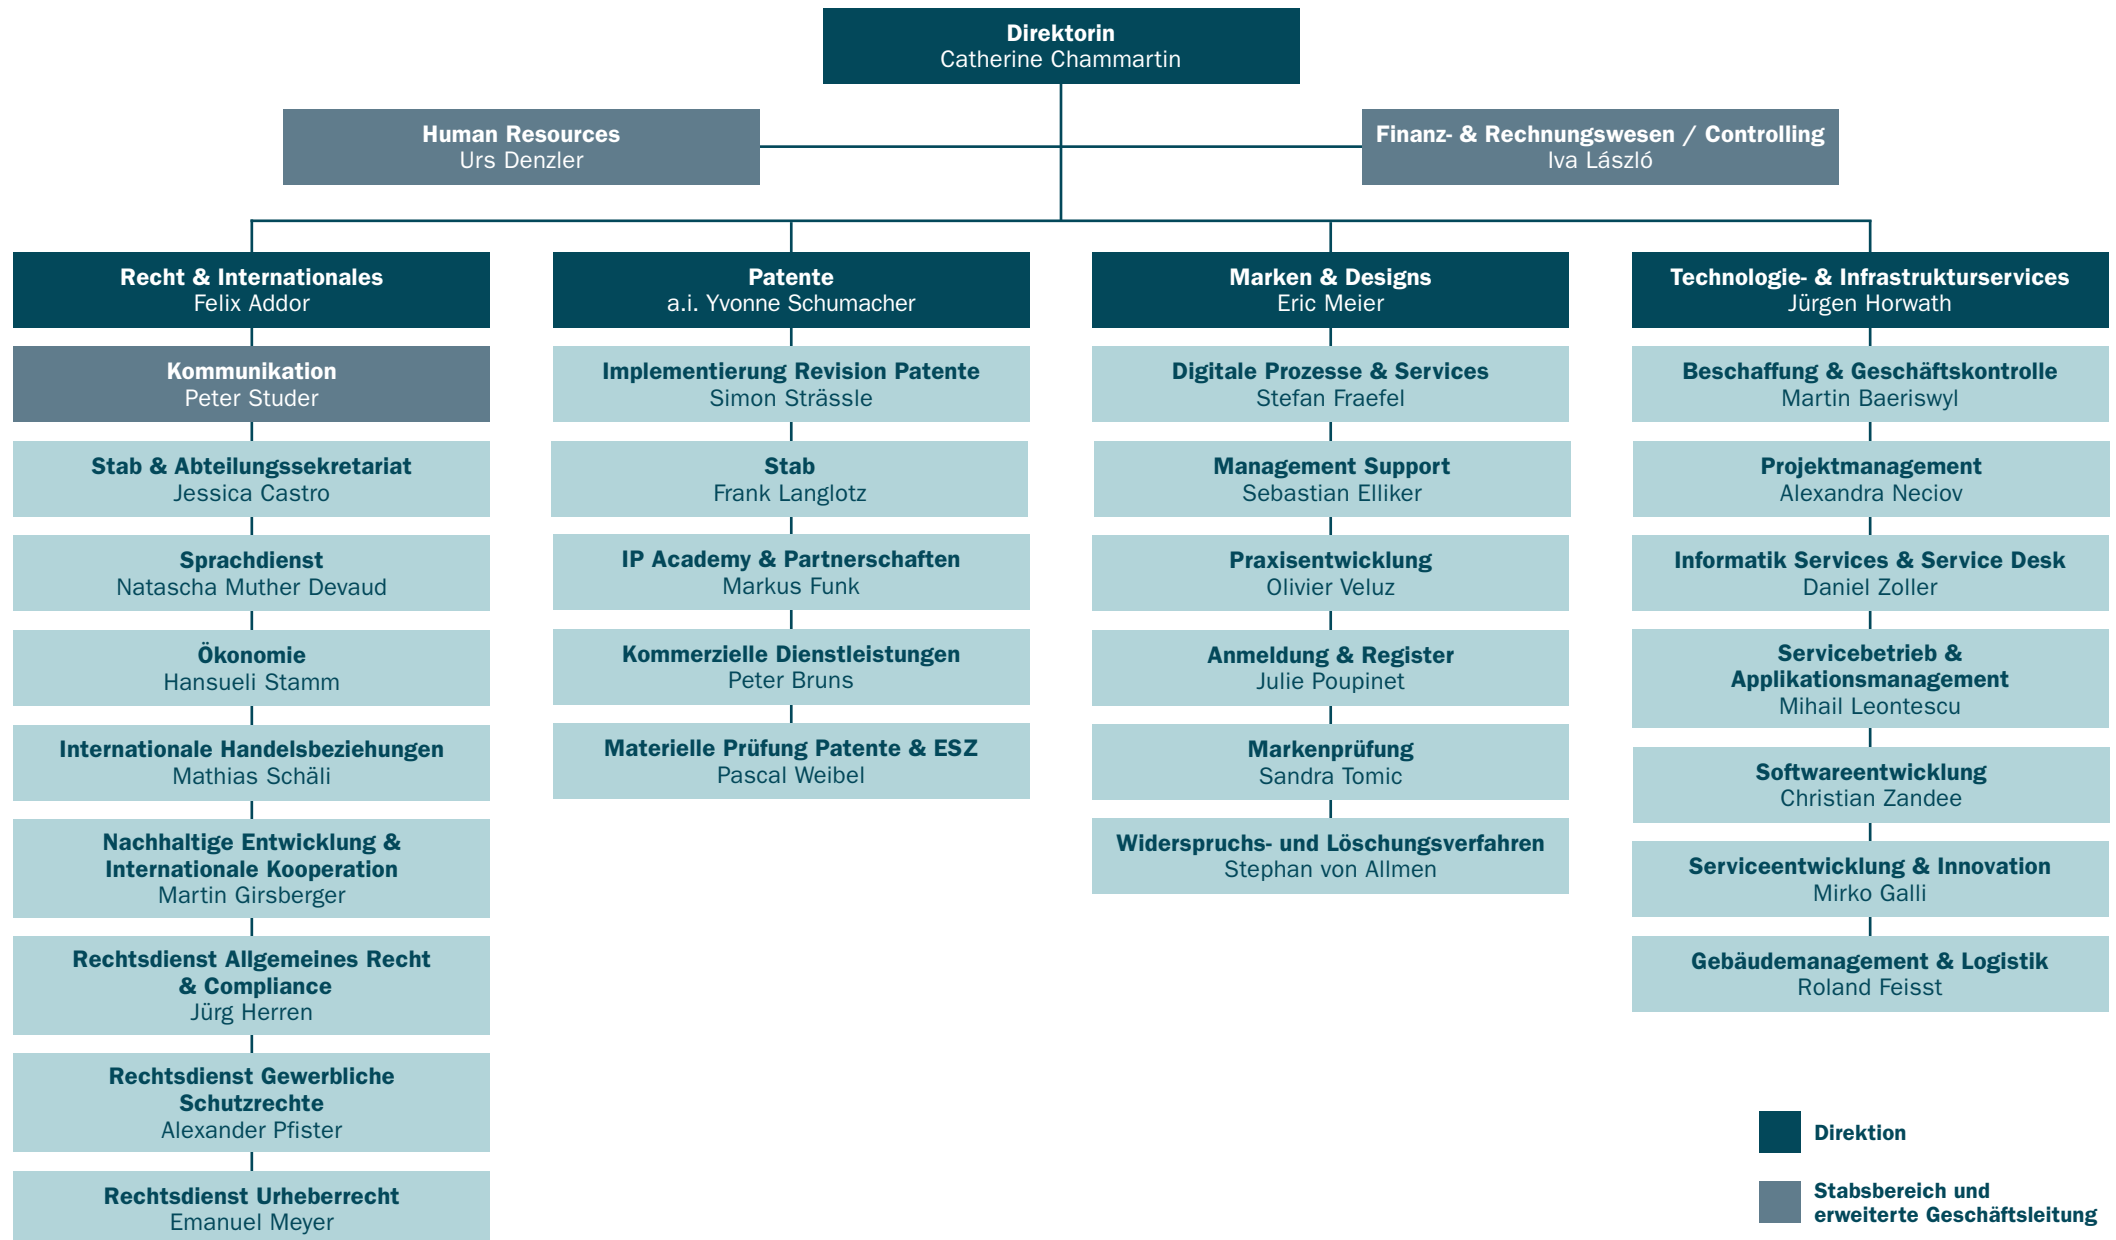 Direktorin
Catherine Chammartin
Human Resources
Urs Denzler
Finanz- & Rechnungswesen / Controlling
Iva László
Recht & Internationales
Felix Addor
Kommunikation
Peter Studer
Stab & Abteilungssekretariat
Jessica Castro
Sprachdienst
Natascha Muther Devaud
Ökonomie
Hansueli Stamm
Internationale Handelsbeziehungen
Mathias Schäli
Nachhaltige Entwicklung &
Internationale Kooperation
Martin Girsberger
Rechtsdienst Allgemeines Recht
& Compliance
Jürg Herren
Rechtsdienst Gewerbliche
Schutzrechte
Alexander Pfister
Rechtsdienst Urheberrecht
Emanuel Meyer
Patente
a.i. Yvonne Schumacher
Implementierung Revision Patente
Simon Strässle
Stab
Frank Langlotz
IP Academy & Partnerschaften
Markus Funk
Kommerzielle Dienstleistungen
Peter Bruns
Materielle Prüfung Patente & ESZ
Pascal Weibel
Marken & Designs
Eric Meier
Digitale Prozesse & Services
Stefan Fraefel
Management Support
Sebastian Elliker
Praxisentwicklung
Olivier Veluz
Anmeldung & Register
Julie Poupinet
Markenprüfung
Sandra Tomic
Widerspruchs- und Löschungsverfahren
Stephan von Allmen
Technologie- & Infrastrukturservices
Jürgen Horwath
Beschaffung & Geschäftskontrolle
Martin Baeriswyl
Projektmanagement
Alexandra Neciov
Informatik Services & Service Desk
Daniel Zoller
Servicebetrieb &
Applikationsmanagement
Mihail Leontescu
Softwareentwicklung
Christian Zandee
Serviceentwicklung & Innovation
Mirko Galli
Gebäudemanagement & Logistik
Roland Feisst
Direktion
Stabsbereich und
erweiterte Geschäftsleitung